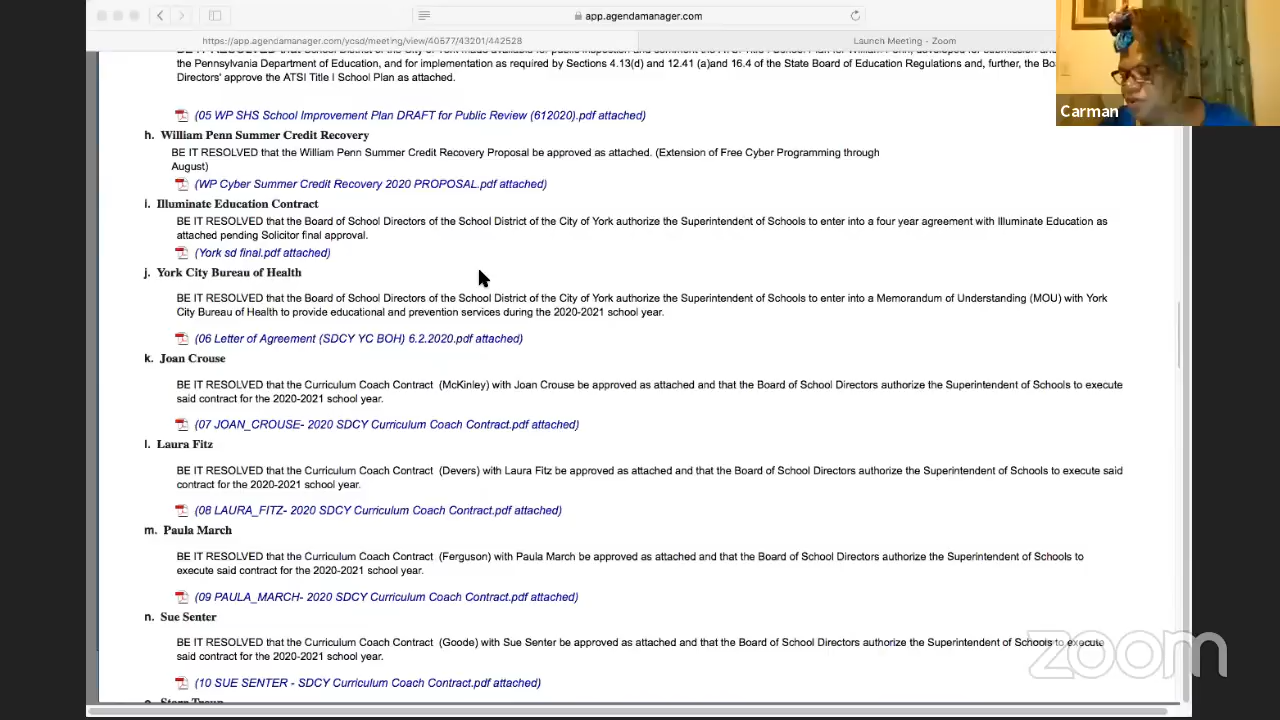 app.agendamanager.com
https://app.agendamanager.com/ycsd/meeting/view/40577/43201/442528
Launch Meeting - Zoom
the Pennsylvania Department of Education, and for implementation as required by Sections 4.13(d) and 12.41 (a)and 16.4 of the State Board of Education Regulations and, further, the
Directors' approve the ATSI Title I School Plan as attached.
Carman
(05 WP SHS School Improvement Plan DRAFT for Public Review (612020).pdf attached)
h. William Penn Summer Credit Recovery
BE IT RESOLVED that the William Penn Summer Credit Recovery Proposal be approved as attached. (Extension of Free Cyber Programming through
August)
(WP Cyber Summer Credit Recovery 2020 PROPOSAL.pdf attached)
i. Illuminate Education Contract
BE IT RESOLVED that the Board of School Directors of the School District of the City of York authorize the Superintendent of Schools to enter into a four year agreement with Illuminate Education as
attached pending Solicitor final approval.
(York sd final.pdf attached)
j. York City Bureau of Health
BE IT RESOLVED that the Board of School Directors of the School District of the City of York authorize the Superintendent of Schools to enter into a Memorandum of Understanding (MOU) with York
City Bureau of Health to provide educational and prevention services during the 2020-2021 school year.
(06 Letter of Agreement (SDCY YC BOH) 6.2.2020.pdf attached)
k. Joan Crouse
BE IT RESOLVED that the Curriculum Coach Contract (McKinley) with Joan Crouse be approved as attached and that the Board of School Directors authorize the Superintendent of Schools to execute
said contract for the 2020-2021 school year.
(07 JOAN_CROUSE- 2020 SDCY Curriculum Coach Contract.pdf attached)
l. Laura Fitz
BE IT RESOLVED that the Curriculum Coach Contract (Devers) with Laura Fitz be approved as attached and that the Board of School Directors authorize the Superintendent of Schools to execute said
contract for the 2020-2021 school year.
(08 LAURA_FITZ- 2020 SDCY Curriculum Coach Contract.pdf attached)
m. Paula March
BE IT RESOLVED that the Curriculum Coach Contract (Ferguson) with Paula March be approved as attached and that the Board of School Directors authorize the Superintendent of Schools to
execute said contract for the 2020-2021 school year.
(09 PAULA_MARCH- 2020 SDCY Curriculum Coach Contract.pdf attached)
n. Sue Senter
BE IT RESOLVED that the Curriculum Coach Contract (Goode) with Sue Senter be approved as attached and that the Board of School Directors authorize the Superintendent of Schools to execute
said contract for the 2020-2021 school year.
(10 SUE SENTER - SDCY Curriculum Coach Contract.pdf attached)
zoom